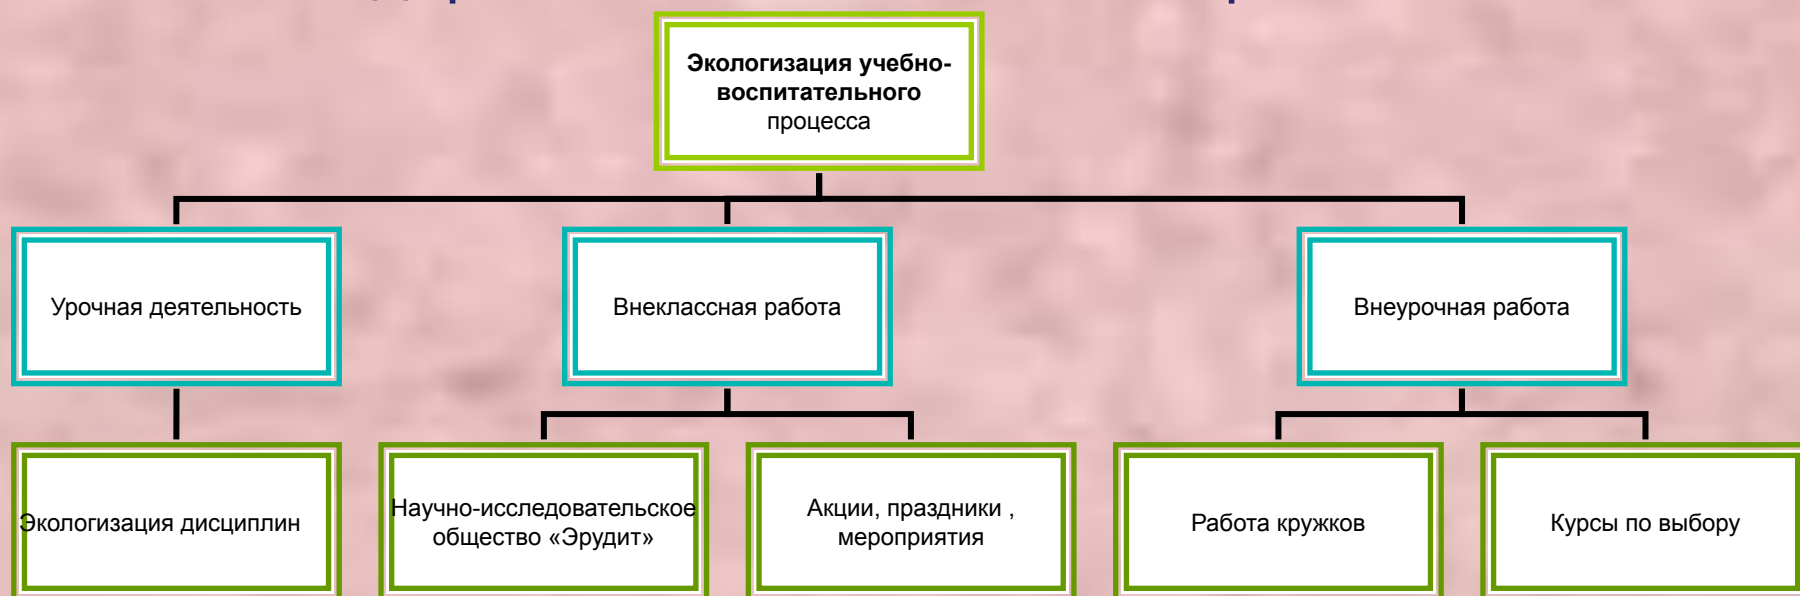 Экологизация учебно-
воспитательного
процесса
Урочная деятельность
Внеклассная работа
Внеурочная работа
Экологизация дисциплин
Научно-исследовательское
общество «Эрудит»
Акции, праздники ,
мероприятия
Работа кружков
Курсы по выбору